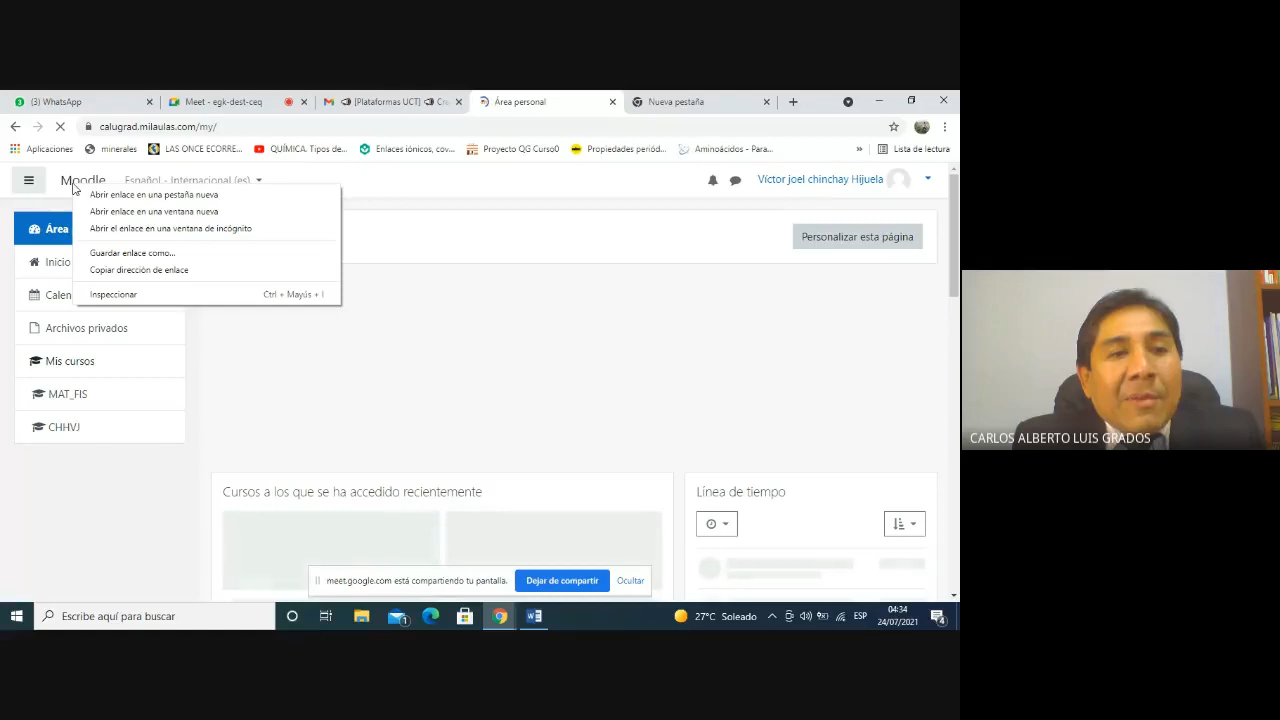 (3) WhatsApp
Meet - egk-dest-ceq
[Plataformas UCT]
Área personal
Nueva pestaña
calugrad.milaulas.com/my/
Aplicaciones
minerales
LAS ONCE ECORRE...
QUÍMICA. Tipos de...
Enlaces iónicos, cov...
Proyecto QG Curso0
Propiedades periód...
Aminoácidos - Para...
»
Lista de lectura
Moodle
Español - Internacional (es)
Víctor joel chinchay Hijuela
Abrir enlace en una pestaña nueva
Abrir enlace en una ventana nueva
Abrir el enlace en una ventana de incógnito
Guardar enlace como...
Copiar dirección de enlace
Inspeccionar
Ctrl + Mayús + I
Área
Inicio
Calen
Archivos privados
Mis cursos
MAT_FIS
CHHVJ
Personalizar esta página
Cursos a los que se ha accedido recientemente
Línea de tiempo
meet.google.com está compartiendo tu pantalla.
Dejar de compartir
Ocultar
CARLOS ALBERTO LUIS GRADOS
Escribe aquí para buscar
1
27°C Soleado
ESP
04:34
24/07/2021
4